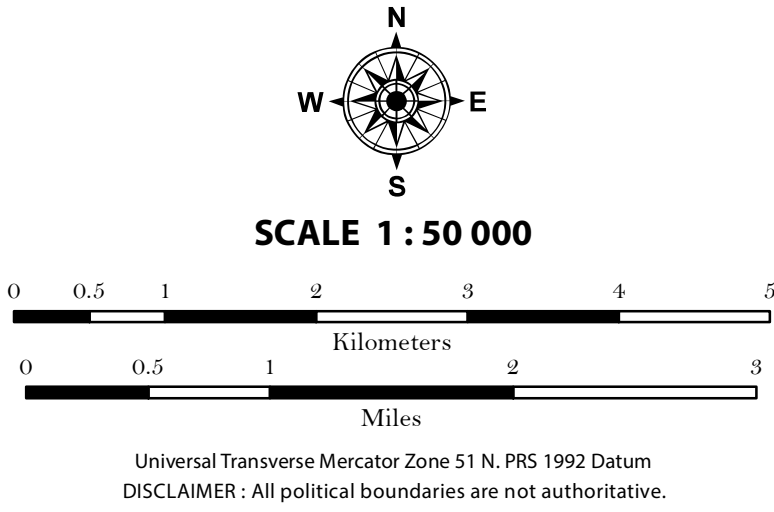 N
W E
S
SCALE 1 : 50 000
0 0.5 1 2 3 4 5
Kilometers
0 0.5 1 2 3
Miles
Universal Transverse Mercator Zone 51 N. PRS 1992 Datum
DISCLAIMER : All political boundaries are not authoritative.